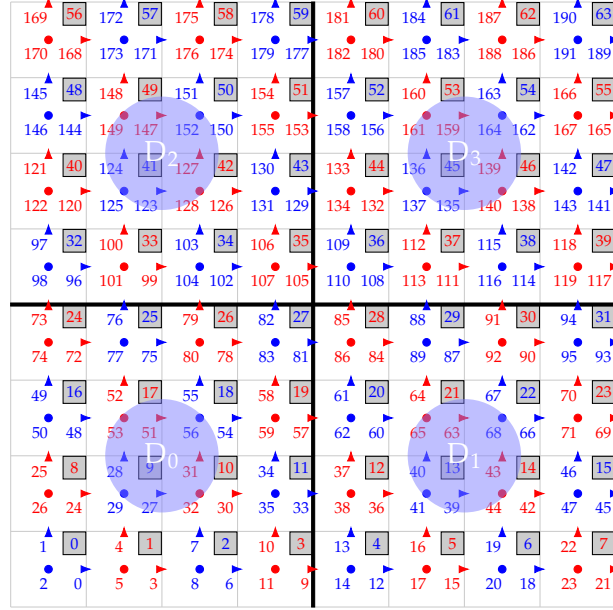 169 56 172 57 175 58 178 59 181 60 184 61 187 62 190 63
170 168 173 171 176 174 179 177 182 180 185 183 188 186 191 189
145 48 148 49 151 50 154 51 157 52 160 53 163 54 166 55
146 144 149 147 152 150 155 153 158 156 161 159 164 162 167 165
D₂ D₃
121 40 124 41 127 42 130 43 133 44 136 45 139 46 142 47
122 120 125 123 128 126 131 129 134 132 137 135 140 138 143 141
97 32 100 33 103 34 106 35 109 36 112 37 115 38 118 39
98 96 101 99 104 102 107 105 110 108 113 111 116 114 119 117
73 24 76 25 79 26 82 27 85 28 88 29 91 30 94 31
74 72 77 75 80 78 83 81 86 84 89 87 92 90 95 93
49 16 52 17 55 18 58 19 61 20 64 21 67 22 70 23
50 48 53 51 56 54 59 57 62 60 65 63 68 66 71 69
D₀ D₁
25 8 28 9 31 10 34 11 37 12 40 13 43 14 46 15
26 24 29 27 32 30 35 33 38 36 41 39 44 42 47 45
1 0 4 1 7 2 10 3 13 4 16 5 19 6 22 7
2 0 5 3 8 6 11 9 14 12 17 15 20 18 23 21